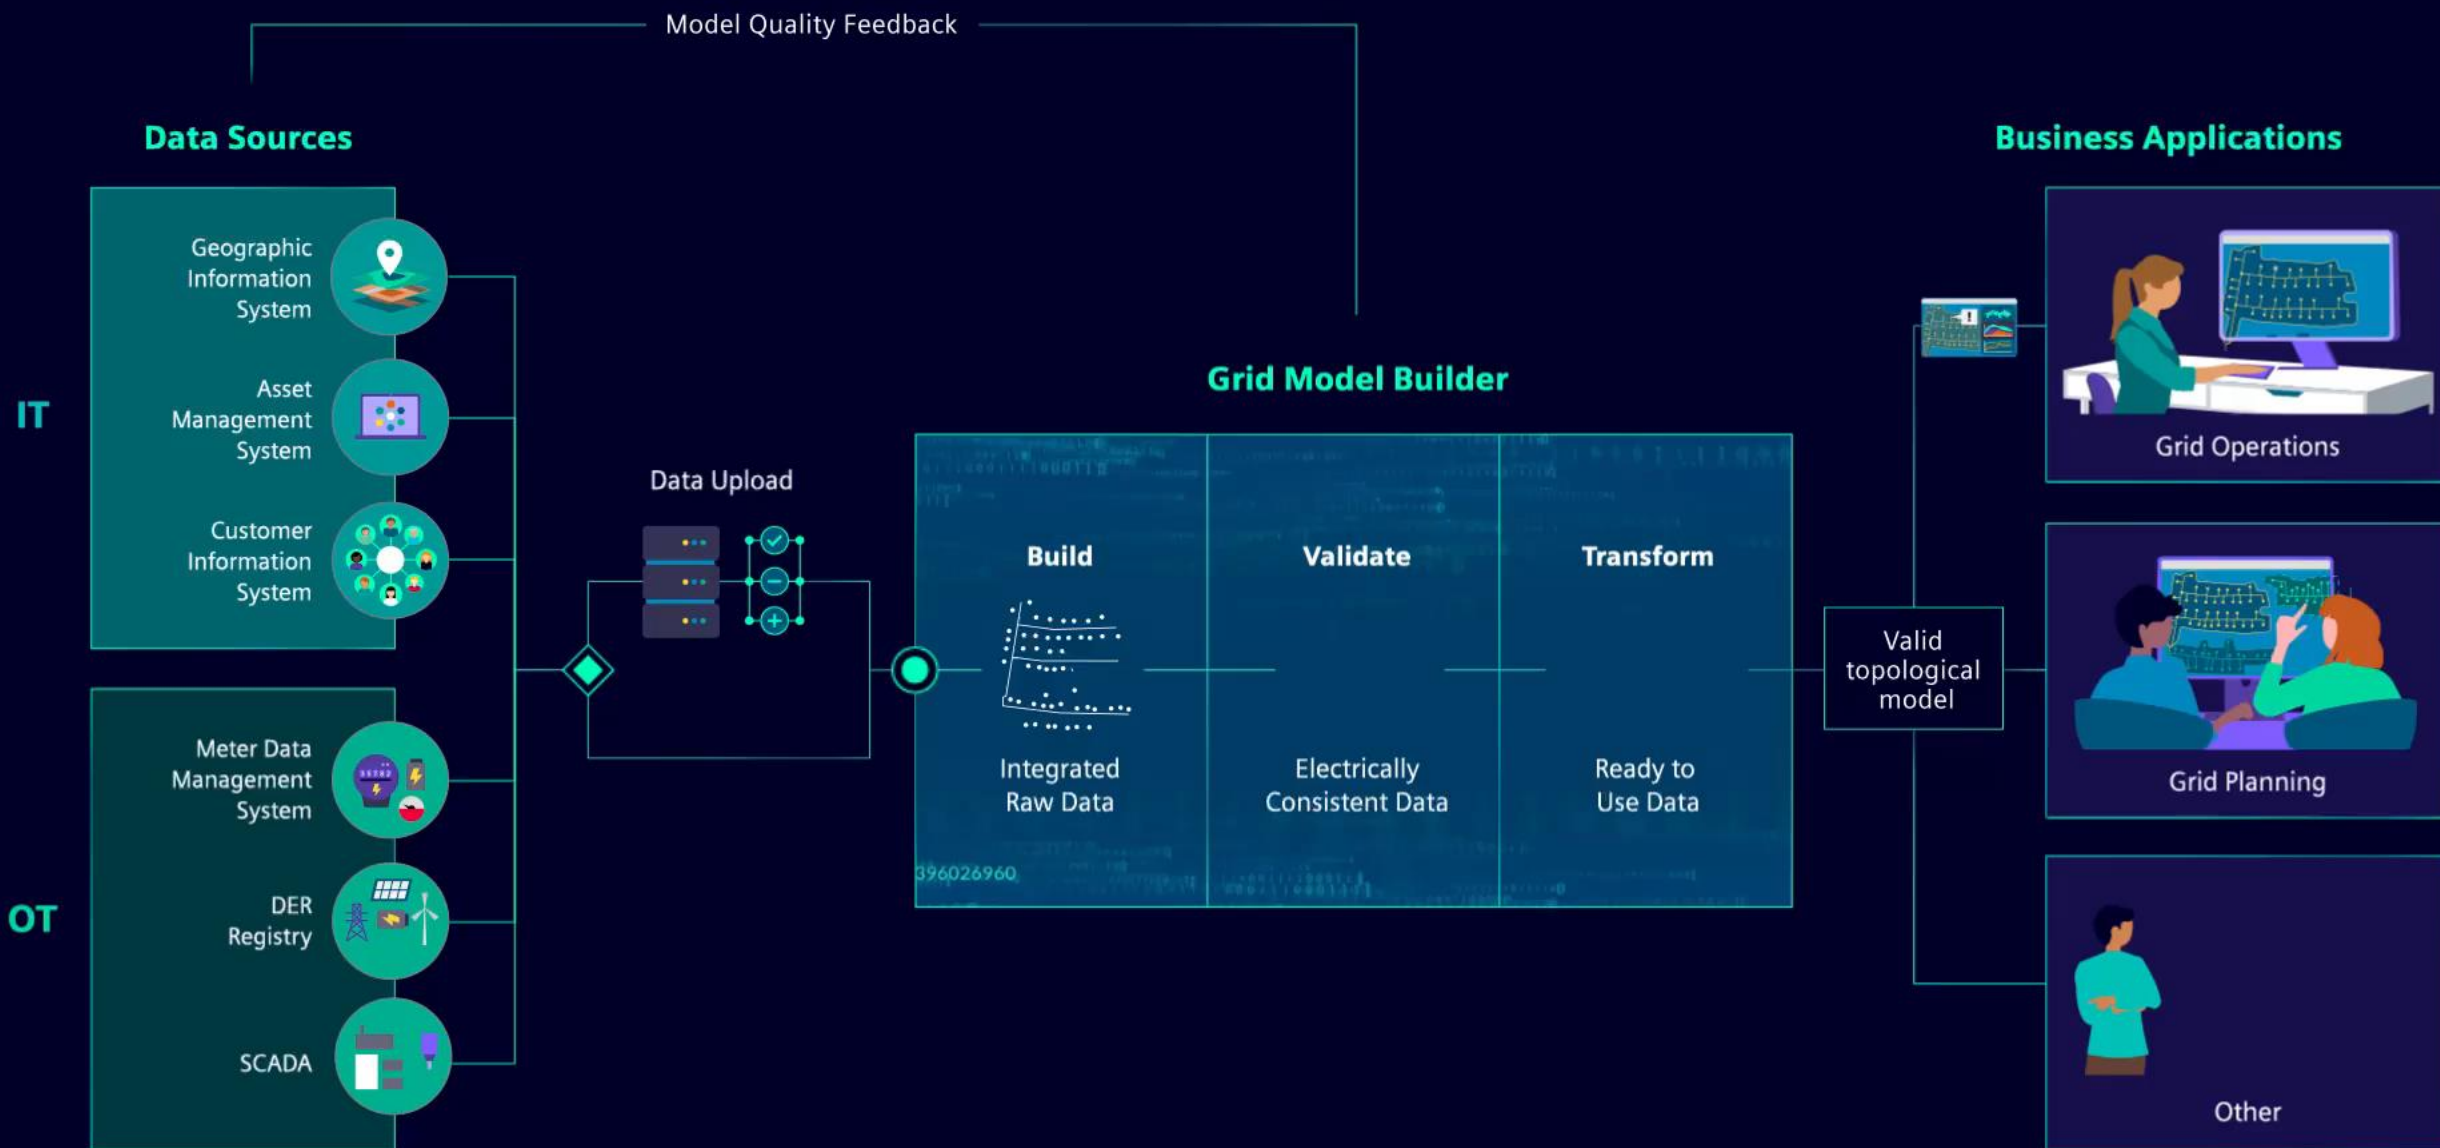 Model Quality Feedback
Data Sources
IT
Geographic
Information
System
Asset
Management
System
Customer
Information
System
OT
Meter Data
Management
System
DER
Registry
SCADA
Data Upload
Grid Model Builder
Build
Integrated
Raw Data
Validate
Electrically
Consistent Data
Transform
Ready to
Use Data
396026960
Valid
topological
model
Business Applications
!
Grid Operations
Grid Planning
Other